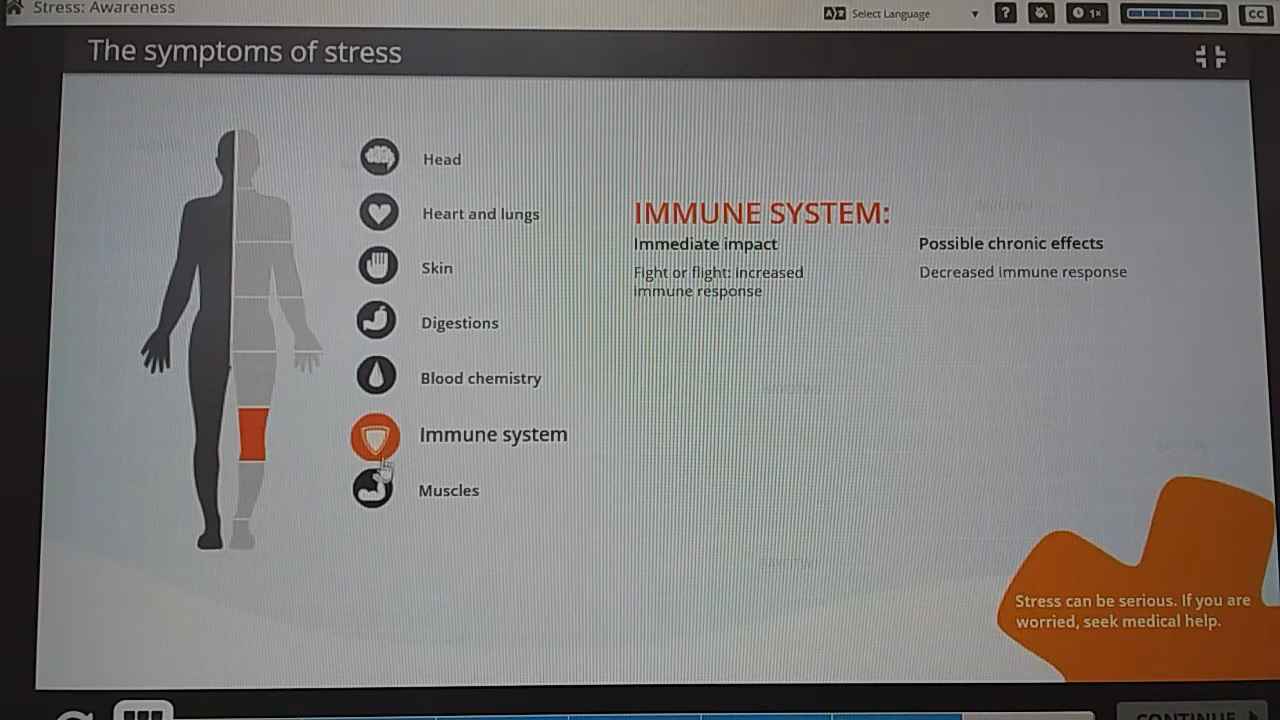 Stress: Awareness
Select Language
?
1x
CC
The symptoms of stress
Head
Heart and lungs
Skin
Digestions
Blood chemistry
Immune system
Muscles
IMMUNE SYSTEM:
Immediate impact
Fight or flight: increased
immune response
Possible chronic effects
Decreased immune response
Stress can be serious. If you are
worried, seek medical help.
CONTINUE